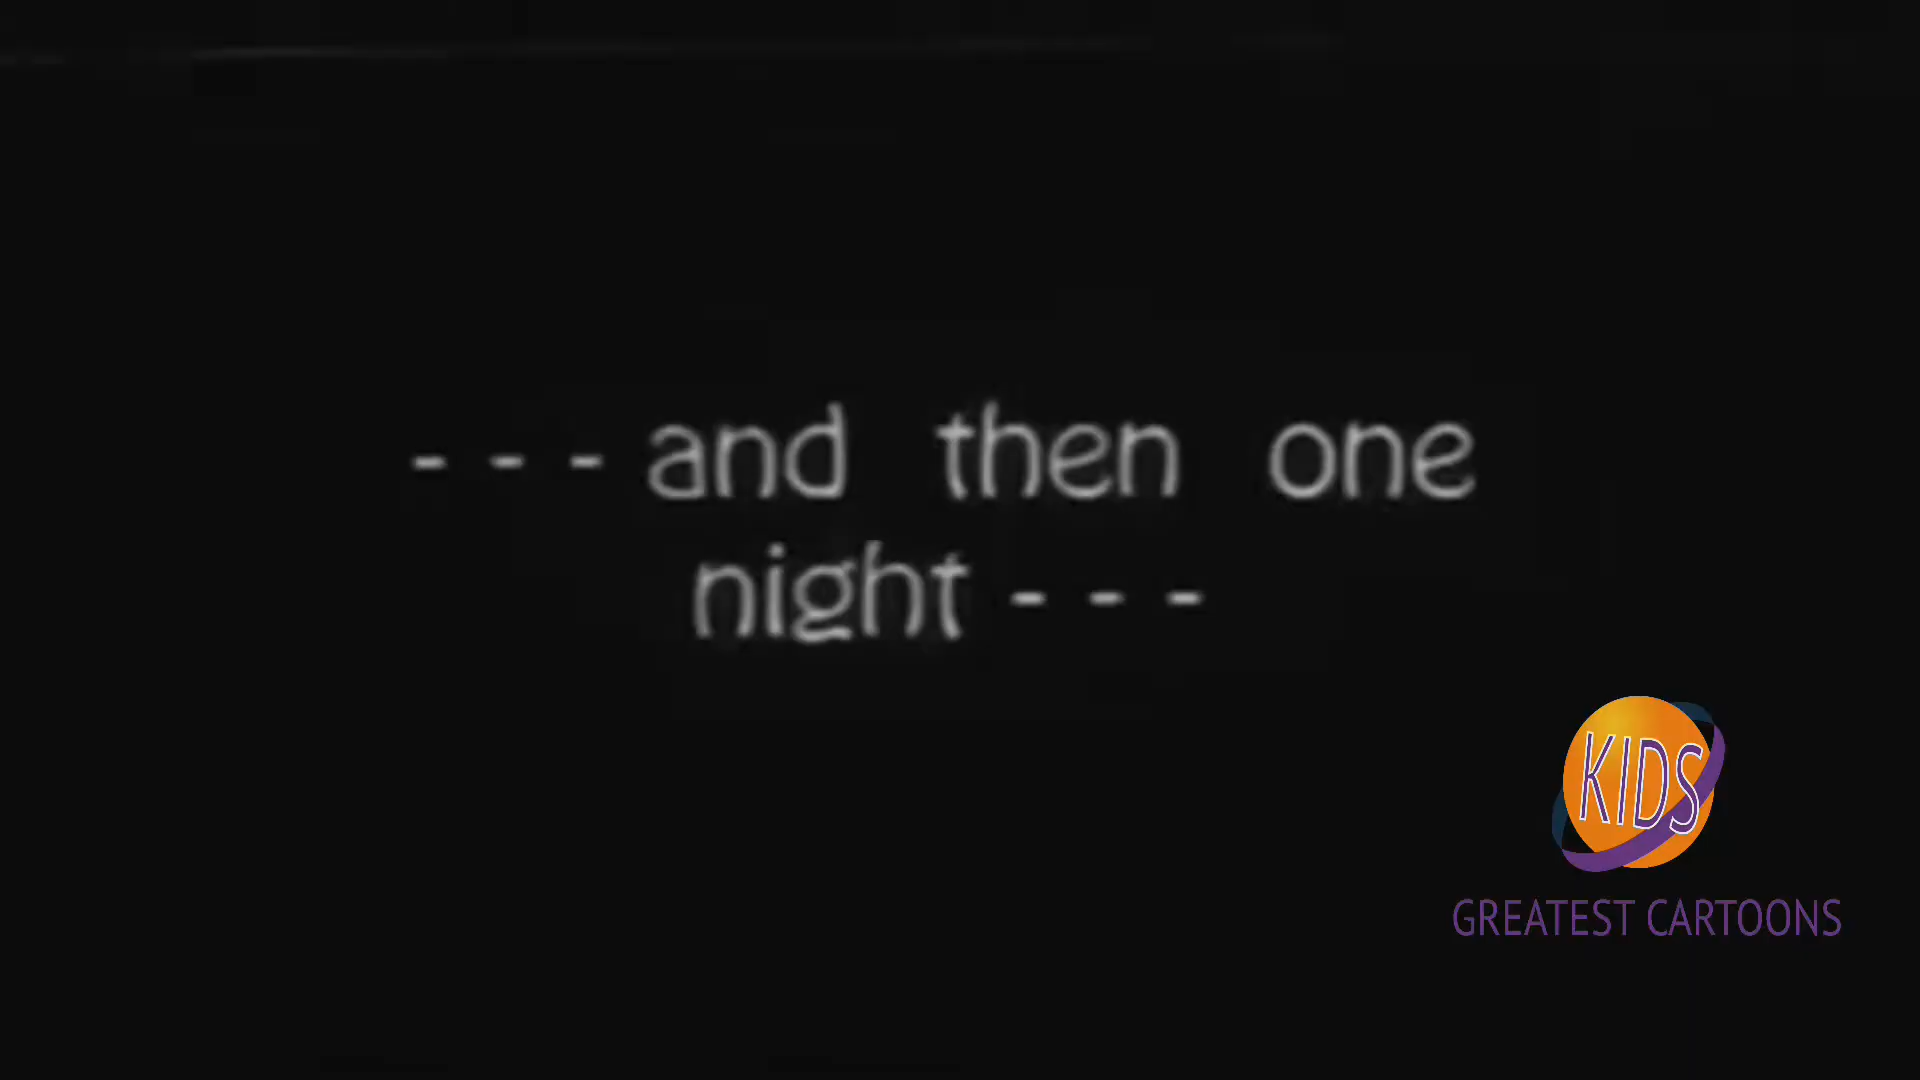 - - - and then one
night - - -
KIDS
GREATEST CARTOONS